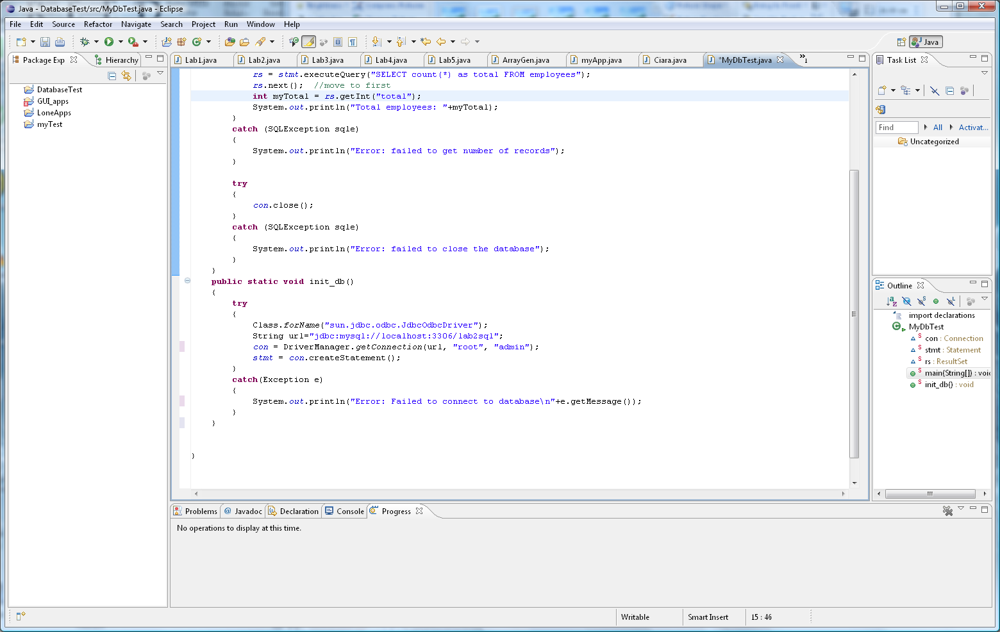 Java - DatabaseTest/src/MyDbTest.java - Eclipse
File Edit Source Refactor Navigate Search Project Run Window Help
Java
Package Exp Hierarchy
DatabaseTest
GUI_apps
LoneApps
myTest
Lab1.java Lab2.java Lab3.java Lab4.java Lab5.java ArrayGen.java myApp.java Ciara.java *MyDbTest.java »1
rs = stmt.executeQuery("SELECT count(*) as total FROM employees");
rs.next(); //move to first
int myTotal = rs.getInt("total");
System.out.println("Total employees: "+myTotal);
}
catch (SQLException sqle)
{
System.out.println("Error: failed to get number of records");
}
try
{
con.close();
}
catch (SQLException sqle)
{
System.out.println("Error: failed to close the database");
}
}
public static void init_db()
{
try
{
Class.forName("sun.jdbc.odbc.JdbcOdbcDriver");
String url="jdbc:mysql://localhost:3306/lab2sql";
con = DriverManager.getConnection(url, "root", "admin");
stmt = con.createStatement();
}
catch(Exception e)
{
System.out.println("Error: Failed to connect to database\n"+e.getMessage());
}
}
}
Task List
Find All Activat...
Uncategorized
Outline
import declarations
MyDbTest
con : Connection
stmt : Statement
rs : ResultSet
main(String[]) : voic
init_db() : void
Problems Javadoc Declaration Console Progress
No operations to display at this time.
Writable Smart Insert 15 : 46